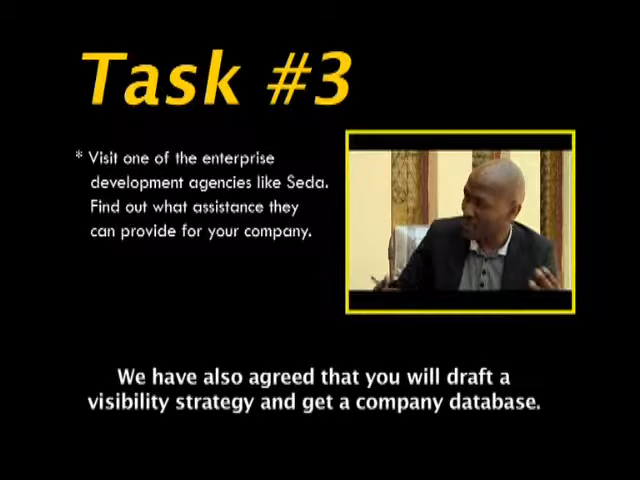 Task #3
* Visit one of the enterprise
development agencies like Seda.
Find out what assistance they
can provide for your company.
We have also agreed that you will draft a
visibility strategy and get a company database.